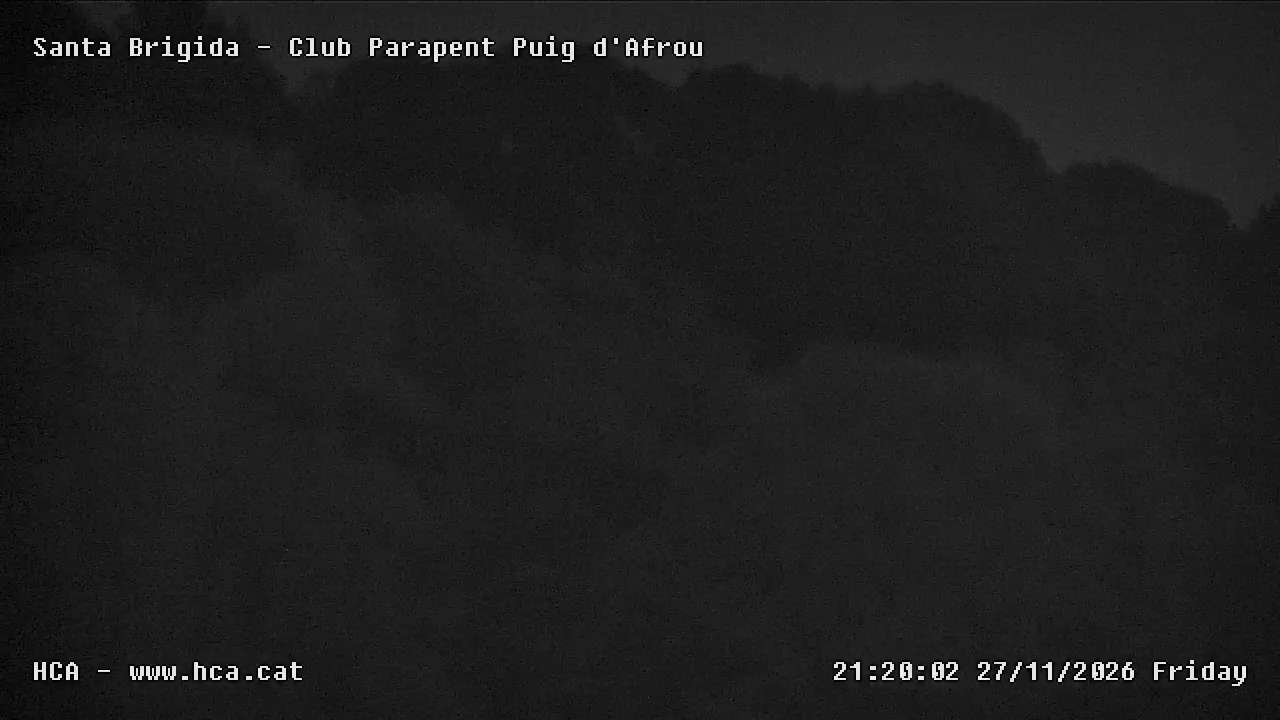 Santa Brigida - Club Parapent Puig d'Afrou
HCA - www.hca.cat
21:20:02 27/11/2026 Friday